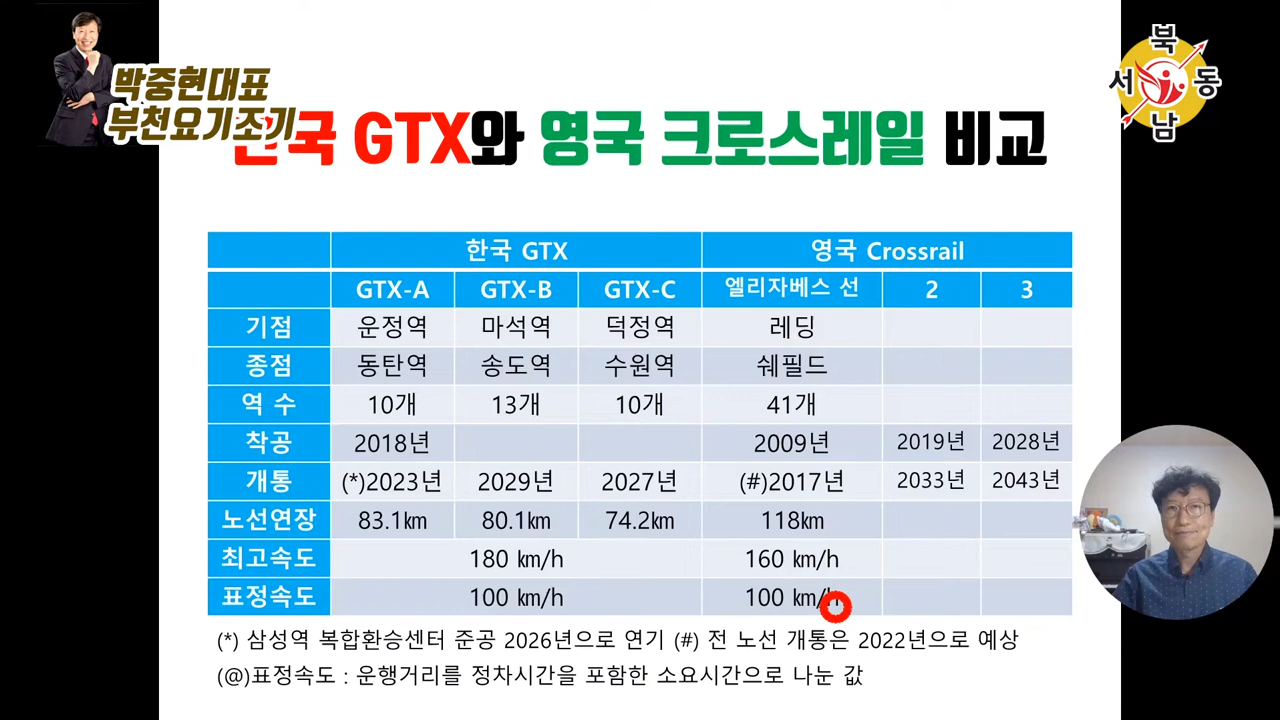 박중현대표
부천요기조기
북
서 동
남
한국 GTX와 영국 크로스레일 비교
한국 GTX 영국 Crossrail
GTX-A GTX-B GTX-C 엘리자베스 선 2 3
기점 운정역 마석역 덕정역 레딩
종점 동탄역 송도역 수원역 쉐필드
역 수 10개 13개 10개 41개
착공 2018년 2009년 2019년 2028년
개통 (*)2023년 2029년 2027년 (#)2017년 2033년 2043년
노선연장 83.1㎞ 80.1㎞ 74.2㎞ 118㎞
최고속도 180 ㎞/h 160 ㎞/h
표정속도 100 ㎞/h 100 ㎞/h
(*) 삼성역 복합환승센터 준공 2026년으로 연기 (#) 전 노선 개통은 2022년으로 예상
(@)표정속도 : 운행거리를 정차시간을 포함한 소요시간으로 나눈 값